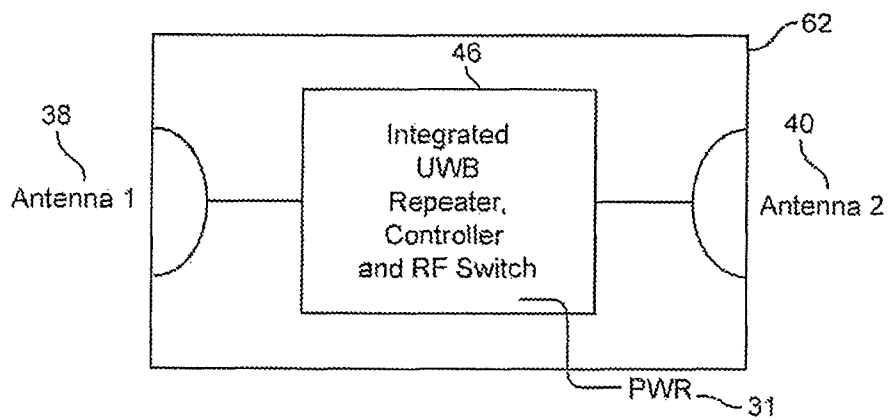 62
46
38
Integrated
UWB
Repeater,
Controller
and RF Switch
40
Antenna 1
Antenna 2
PWR
31